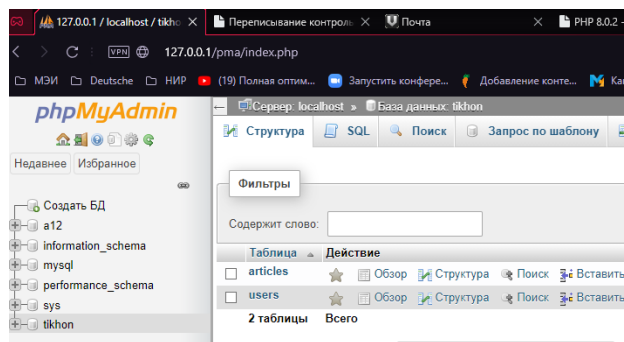 127.0.0.1 / localhost / tikho
Переписывание контроль
Почта
PHP 8.0.2 -
VPN
127.0.0.1/pma/index.php
МЭИ
Deutsche
НИР
(19) Полная оптим...
Запустить конфере...
Добавление конте...
Ка
phpMyAdmin
Недавнее
Избранное
Создать БД
a12
information_schema
mysql
performance_schema
sys
tikhon
Сервер: localhost » База данных: tikhon
Структура
SQL
Поиск
Запрос по шаблону
Фильтры
Содержит слово:
Таблица
Действие
articles
Обзор
Структура
Поиск
Вставить
users
Обзор
Структура
Поиск
Вставить
2 таблицы
Всего